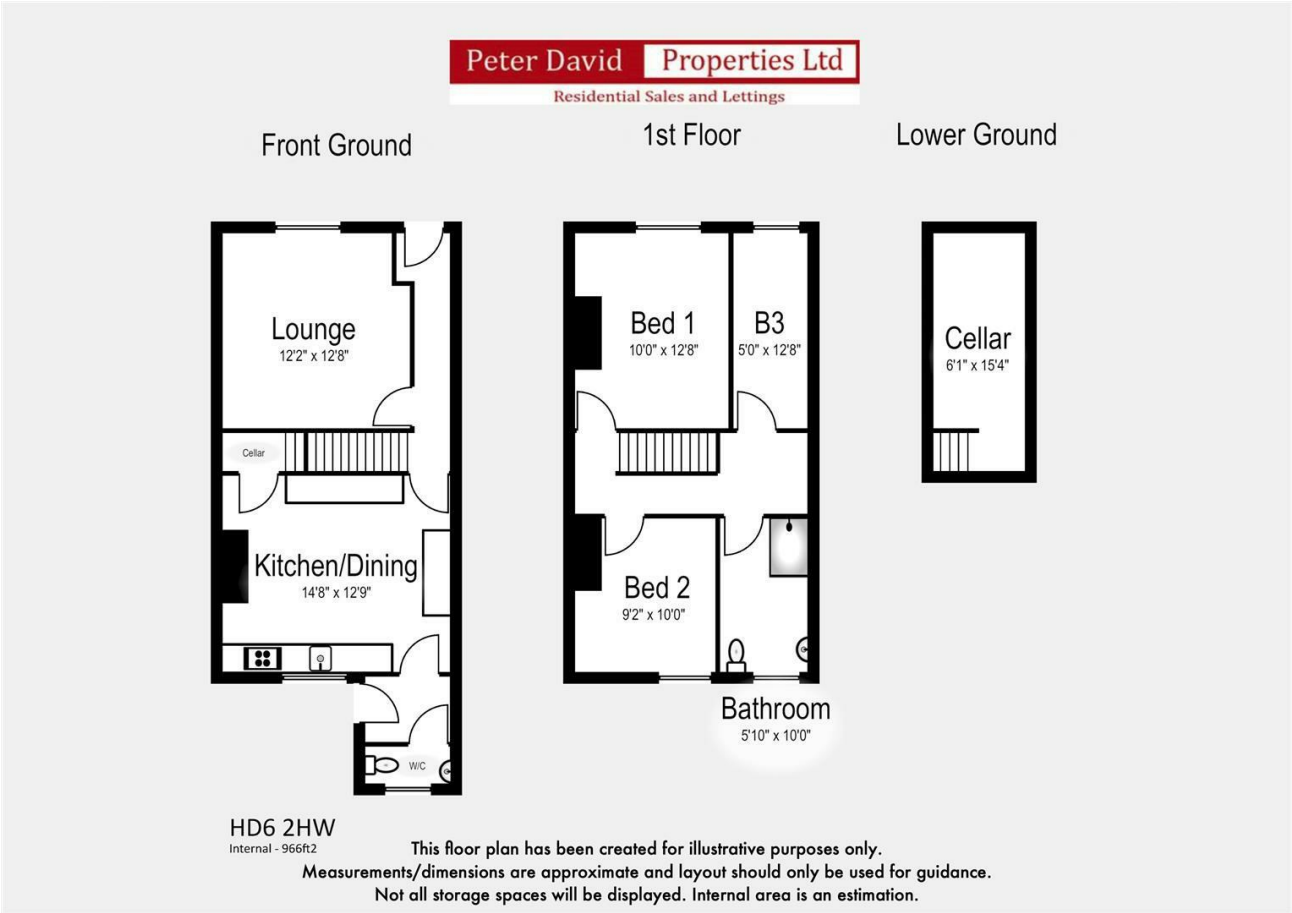 Peter David Properties Ltd
Residential Sales and Lettings
Front Ground
1st Floor
Lower Ground
Lounge
12'2" x 12'8"
Bed 1
10'0" x 12'8"
B3
5'0" x 12'8"
Cellar
6'1" x 15'4"
Cellar
Kitchen/Dining
14'8" x 12'9"
Bed 2
9'2" x 10'0"
Bathroom
5'10" x 10'0"
W/C
HD6 2HW
Internal - 966ft2
This floor plan has been created for illustrative purposes only.
Measurements/dimensions are approximate and layout should only be used for guidance.
Not all storage spaces will be displayed. Internal area is an estimation.